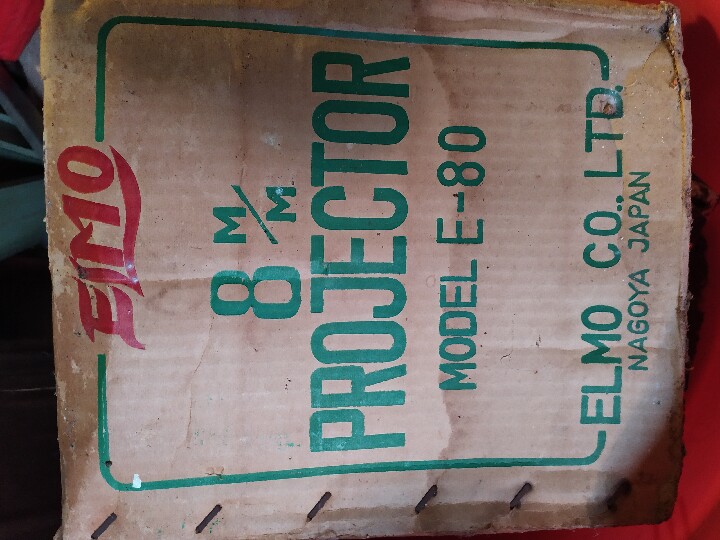 ELMO
8 M/M
PROJECTOR
MODEL E-80
ELMO CO., LTD.
NAGOYA JAPAN